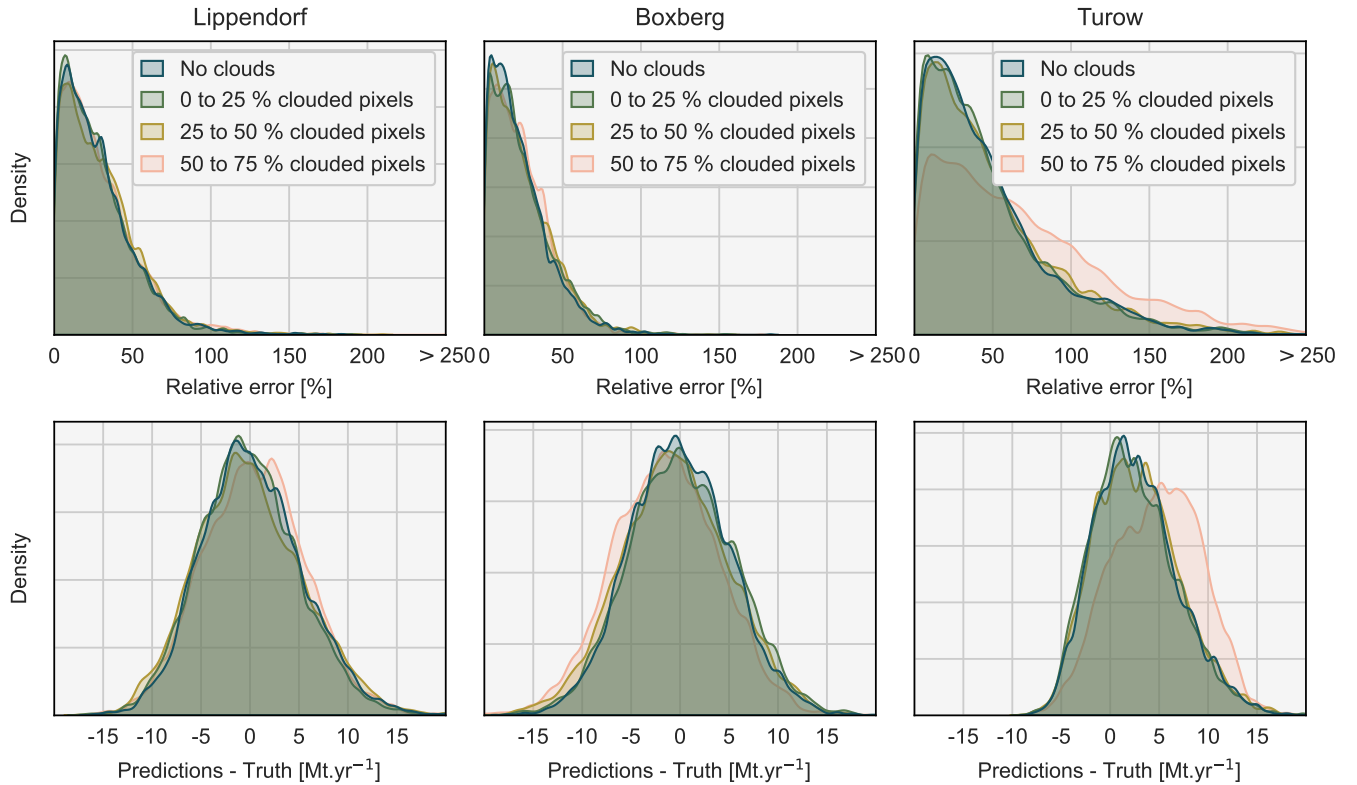 Lippendorf
Boxberg
Turow
Density
No clouds
0 to 25 % clouded pixels
25 to 50 % clouded pixels
50 to 75 % clouded pixels
No clouds
0 to 25 % clouded pixels
25 to 50 % clouded pixels
50 to 75 % clouded pixels
No clouds
0 to 25 % clouded pixels
25 to 50 % clouded pixels
50 to 75 % clouded pixels
0 50 100 150 200 > 250
0 50 100 150 200 > 250
0 50 100 150 200 > 250
Relative error [%]
Relative error [%]
Relative error [%]
Density
-15 -10 -5 0 5 10 15
-15 -10 -5 0 5 10 15
-15 -10 -5 0 5 10 15
Predictions - Truth [Mt.yr⁻¹]
Predictions - Truth [Mt.yr⁻¹]
Predictions - Truth [Mt.yr⁻¹]